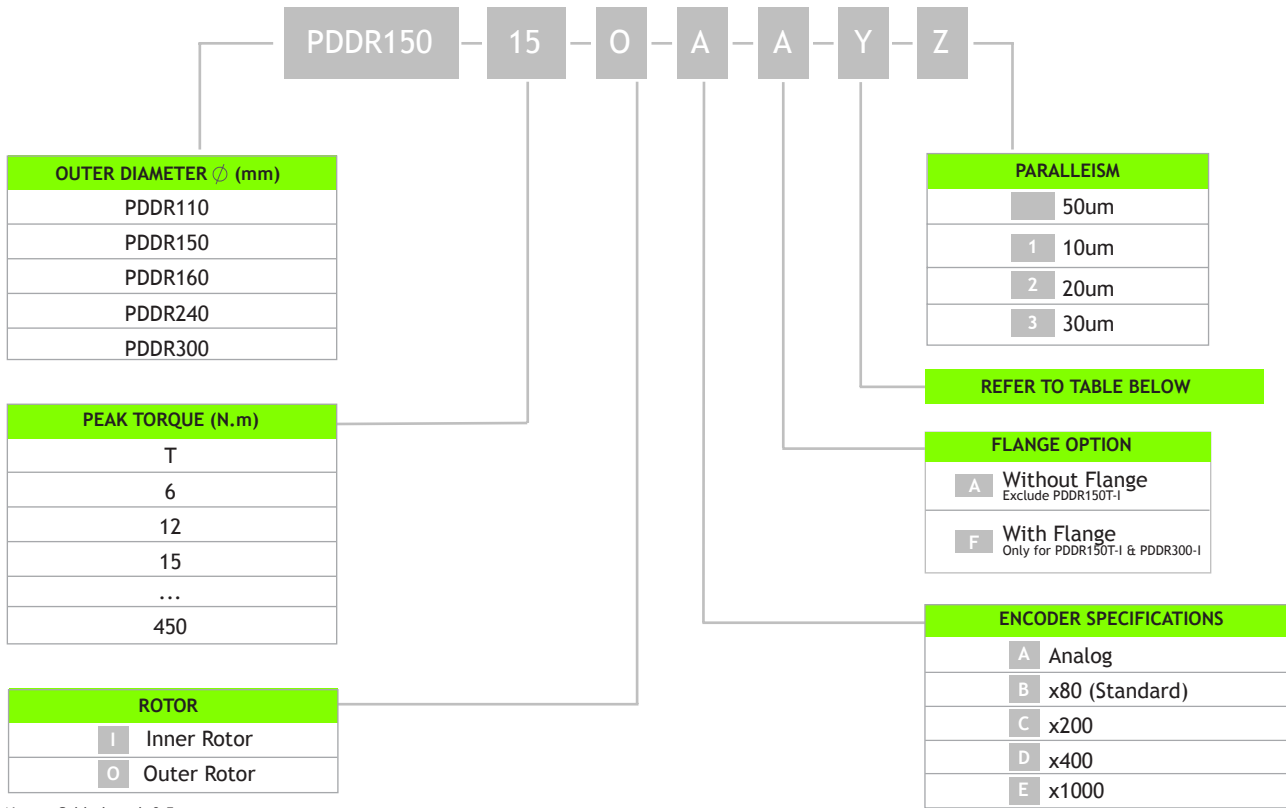 PDDR150 - 15 - O - A - A - Y - Z
OUTER DIAMETER ∅ (mm)
PDDR110
PDDR150
PDDR160
PDDR240
PDDR300
PEAK TORQUE (N.m)
T
6
12
15
...
450
ROTOR
I Inner Rotor
O Outer Rotor
PARALLEISM
50um
1 10um
2 20um
3 30um
REFER TO TABLE BELOW
FLANGE OPTION
A Without Flange
Exclude PDDR150T-I
F With Flange
Only for PDDR150T-I & PDDR300-I
ENCODER SPECIFICATIONS
A Analog
B x80 (Standard)
C x200
D x400
E x1000